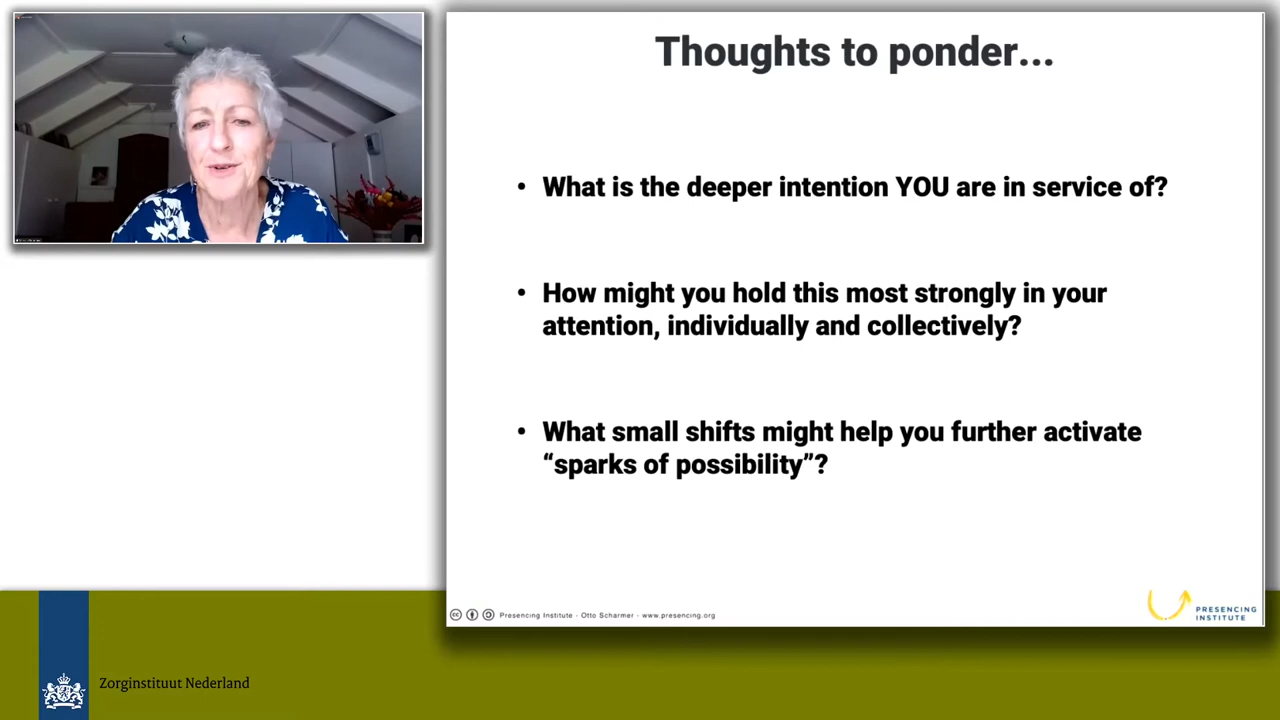 Thoughts to ponder...
• What is the deeper intention YOU are in service of?
• How might you hold this most strongly in your
attention, individually and collectively?
• What small shifts might help you further activate
“sparks of possibility”?
Presencing Institute - Otto Scharmer - www.presencing.org
PRESENCING
INSTITUTE
Zorginstituut Nederland